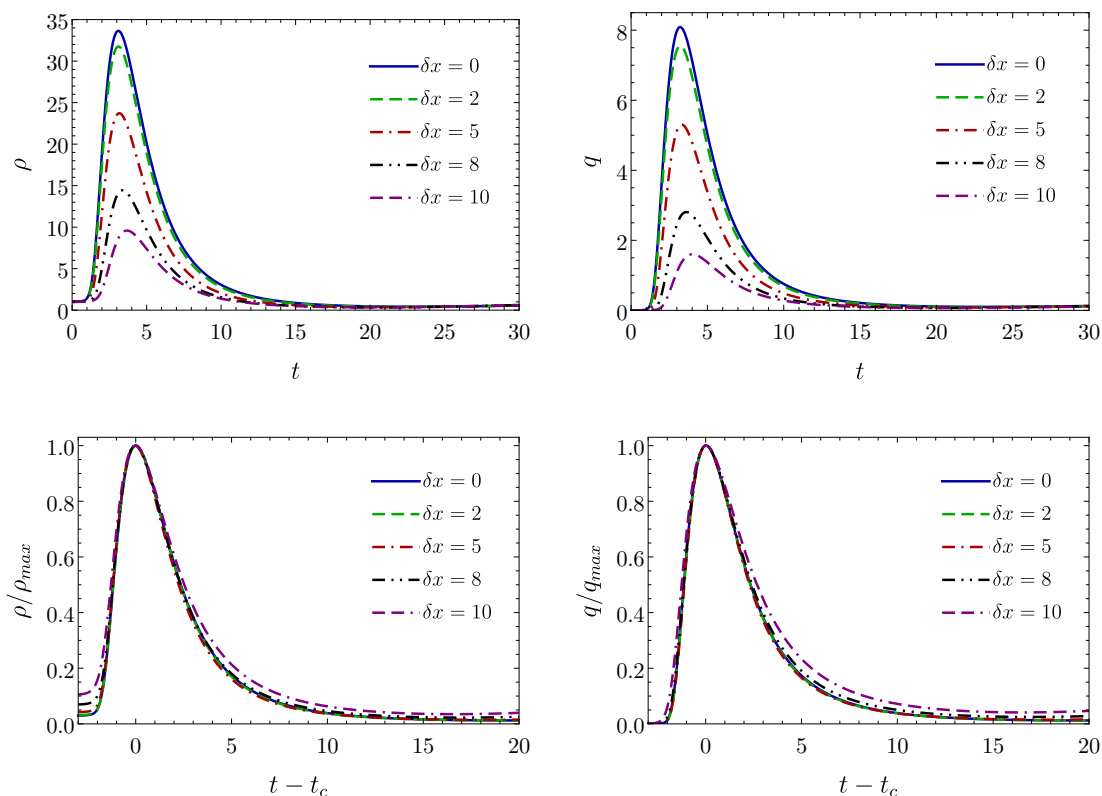 35
30
25
20
15
10
5
0
ρ
δx = 0
δx = 2
δx = 5
δx = 8
δx = 10
0 5 10 15 20 25 30
t
8
6
4
2
0
q
δx = 0
δx = 2
δx = 5
δx = 8
δx = 10
0 5 10 15 20 25 30
t
1.0
0.8
0.6
0.4
0.2
0.0
ρ/ρmax
δx = 0
δx = 2
δx = 5
δx = 8
δx = 10
0 5 10 15 20
t − tc
1.0
0.8
0.6
0.4
0.2
0.0
q/qmax
δx = 0
δx = 2
δx = 5
δx = 8
δx = 10
0 5 10 15 20
t − tc